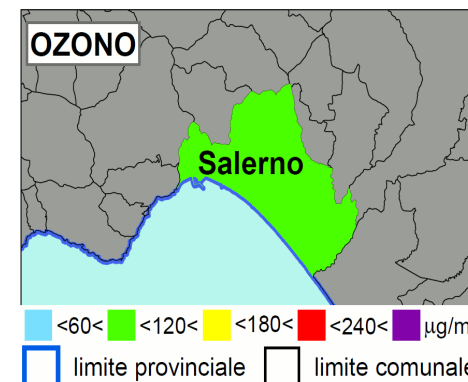 OZONO
Salerno
<60< <120< <180< <240< µg/m
limite provinciale limite comunale